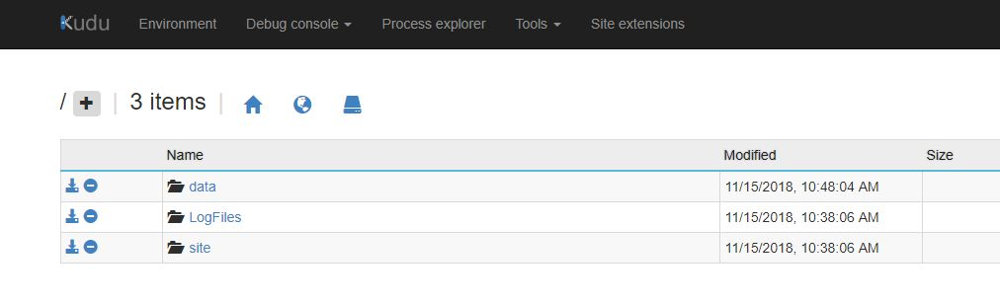 Kudu Environment Debug console Process explorer Tools Site extensions
/ + | 3 items |
Name Modified Size
data 11/15/2018, 10:48:04 AM
LogFiles 11/15/2018, 10:38:06 AM
site 11/15/2018, 10:38:06 AM